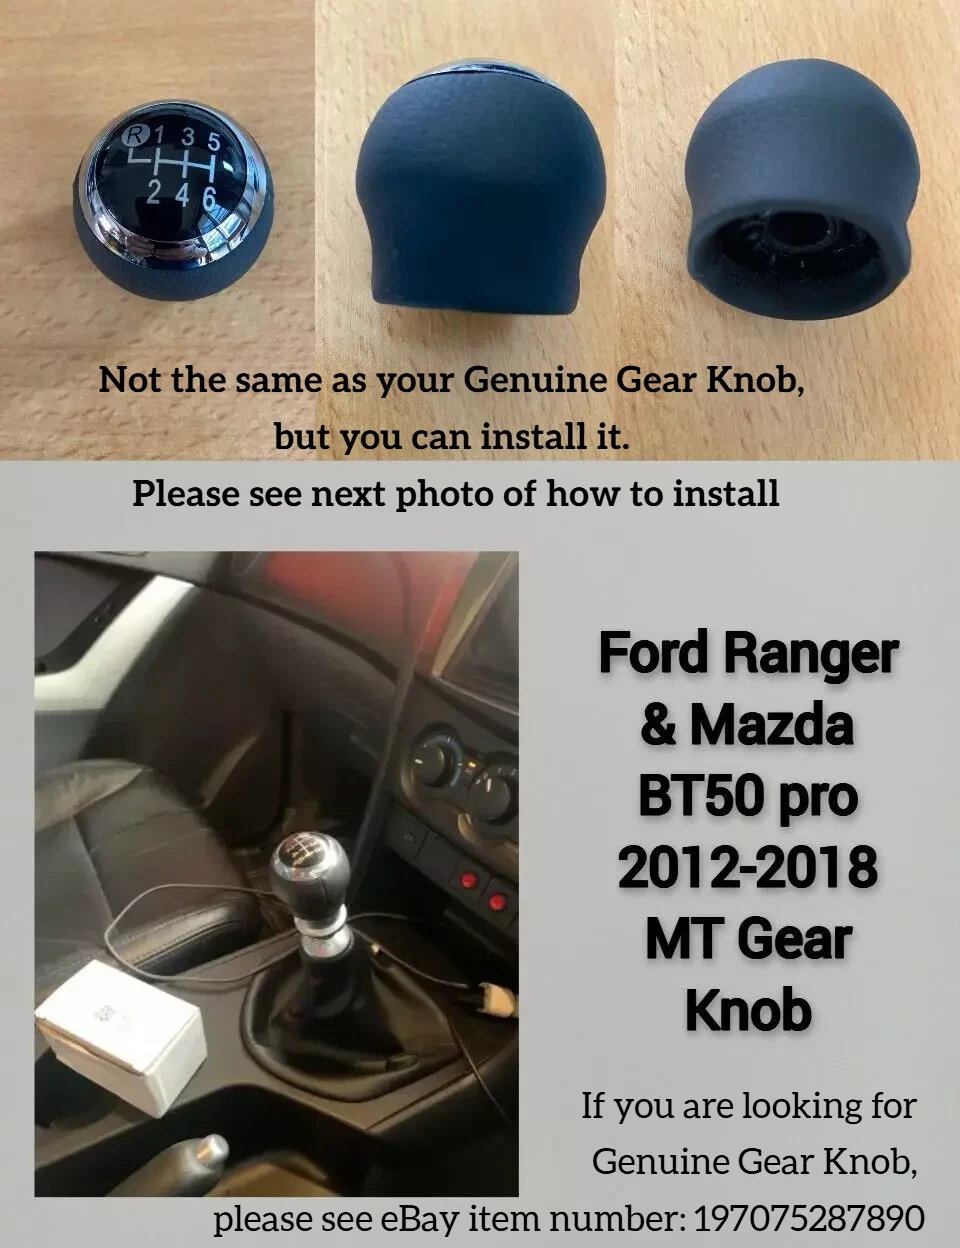 R 1 3 5
2 4 6
Not the same as your Genuine Gear Knob,
but you can install it.
Please see next photo of how to install
Ford Ranger
& Mazda
BT50 pro
2012-2018
MT Gear
Knob
If you are looking for
Genuine Gear Knob,
please see eBay item number: 197075287890